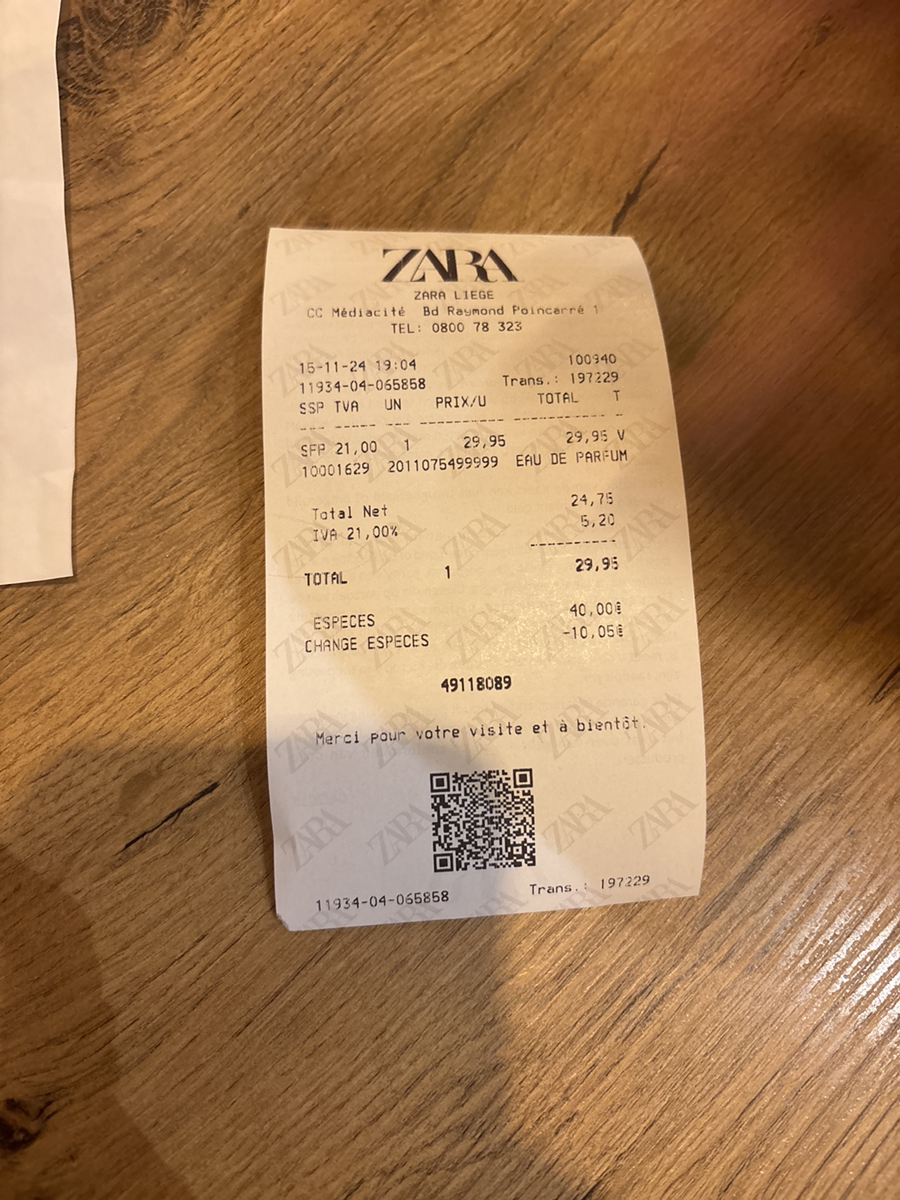 ZARA
ZARA LIEGE
CC Médiacité Bd Raymond Poincarré 1
TEL: 0800 78 323
15-11-24 19:04 100940
11934-04-065858 Trans.: 197229
SSP TVA UN PRIX/U TOTAL T
--- ---- --- ---------- -------------- --
SFP 21,00 1 29,95 29,95 V
10001629 2011075499999 EAU DE PARFUM
Total Net 24,75
IVA 21,00% 5,20
----------
TOTAL 1 29,95
ESPECES 40,00€
CHANGE ESPECES -10,05€
49118089
Merci pour votre visite et à bientôt.
11934-04-065858 Trans.: 197229